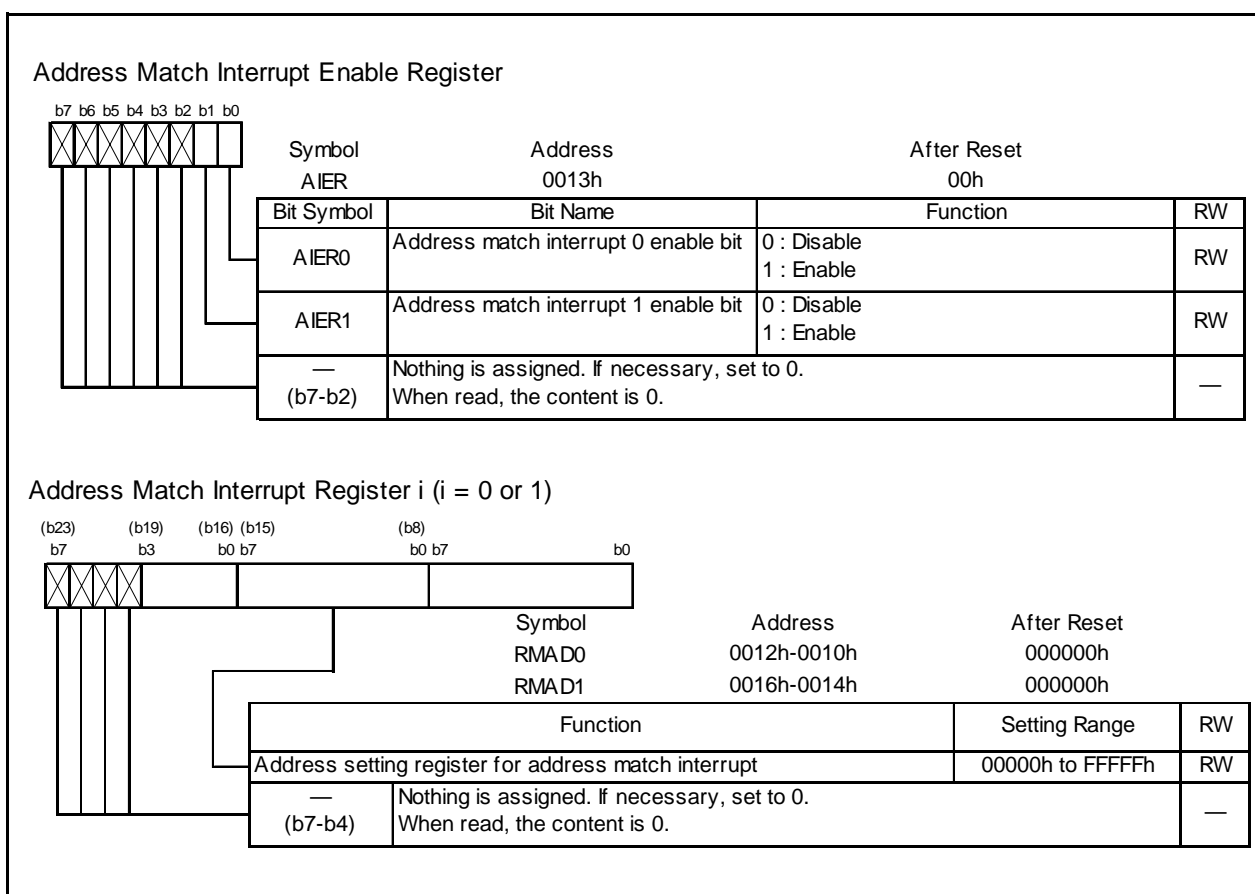 Address Match Interrupt Enable Register
b7 b6 b5 b4 b3 b2 b1 b0
Symbol Address After Reset
AIER 0013h 00h
Bit Symbol Bit Name Function RW
AIER0 Address match interrupt 0 enable bit 0 : Disable RW
1 : Enable
AIER1 Address match interrupt 1 enable bit 0 : Disable RW
1 : Enable
— Nothing is assigned. If necessary, set to 0. —
(b7-b2) When read, the content is 0.
Address Match Interrupt Register i (i = 0 or 1)
(b23) (b19) (b16) (b15) (b8)
b7 b3 b0 b7 b0 b7 b0
Symbol Address After Reset
RMAD0 0012h-0010h 000000h
RMAD1 0016h-0014h 000000h
Function Setting Range RW
Address setting register for address match interrupt 00000h to FFFFFh RW
— Nothing is assigned. If necessary, set to 0. —
(b7-b4) When read, the content is 0.